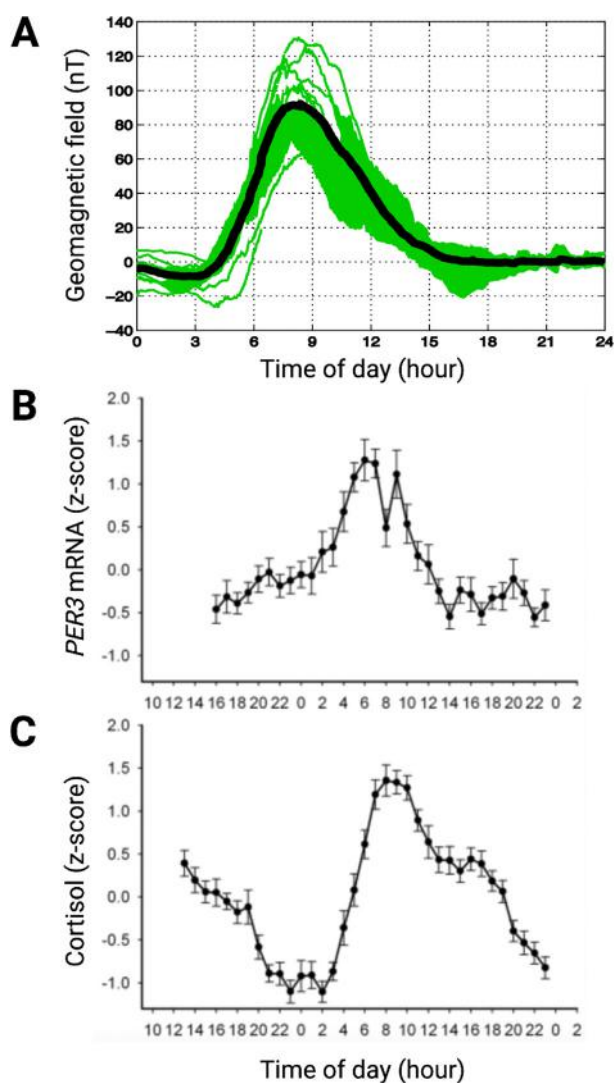 A
Geomagnetic field (nT)
140
120
100
80
60
40
20
0
−20
−40
0 3 6 9 12 15 18 21 24
Time of day (hour)
B
PER3 mRNA (z-score)
2.0
1.5
1.0
0.5
0.0
-0.5
-1.0
10 12 14 16 18 20 22 0 2 4 6 8 10 12 14 16 18 20 22 0 2
C
Cortisol (z-score)
2.0
1.5
1.0
0.5
0.0
-0.5
-1.0
10 12 14 16 18 20 22 0 2 4 6 8 10 12 14 16 18 20 22 0 2
Time of day (hour)